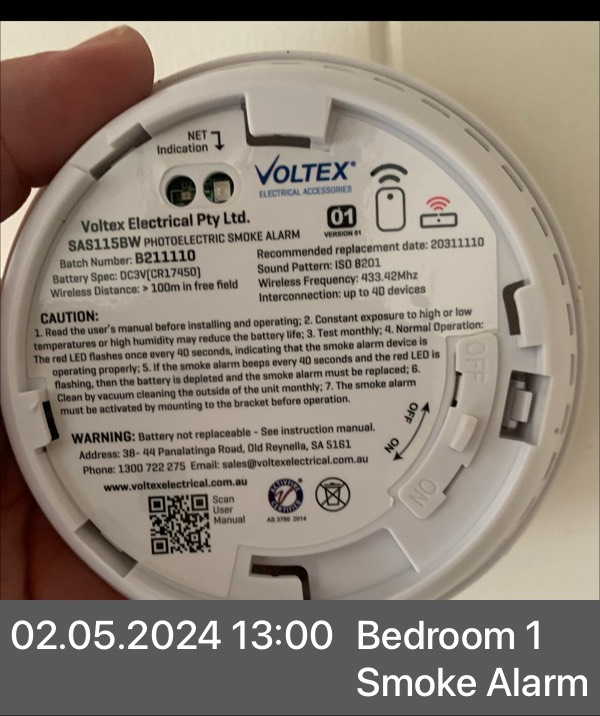 NET
Indication
VOLTEX
ELECTRICAL ACCESSORIES
01
VERSION 01
Voltex Electrical Pty Ltd.
SAS115BW PHOTOELECTRIC SMOKE ALARM
Batch Number: B211110
Battery Spec: DC3V(CR17450)
Wireless Distance: > 100m in free field
Recommended replacement date: 20311110
Sound Pattern: ISO 8201
Wireless Frequency: 433.42Mhz
Interconnection: up to 40 devices
CAUTION:
1. Read the user's manual before installing and operating; 2. Constant exposure to high or low
temperatures or high humidity may reduce the battery life; 3. Test monthly; 4. Normal Operation:
The red LED flashes once every 40 seconds, indicating that the smoke alarm device is
operating properly; 5. If the smoke alarm beeps every 40 seconds and the red LED is
flashing, then the battery is depleted and the smoke alarm must be replaced; 6.
Clean by vacuum cleaning the outside of the unit monthly; 7. The smoke alarm
must be activated by mounting to the bracket before operation.
OFF
OFF
ON
ON
WARNING: Battery not replaceable - See instruction manual.
Address: 38- 44 Panalatinga Road, Old Reynella, SA 5161
Phone: 1300 722 275 Email: sales@voltexelectrical.com.au
www.voltexelectrical.com.au
Scan
User
Manual
AS 3786 2014
02.05.2024 13:00
Bedroom 1
Smoke Alarm